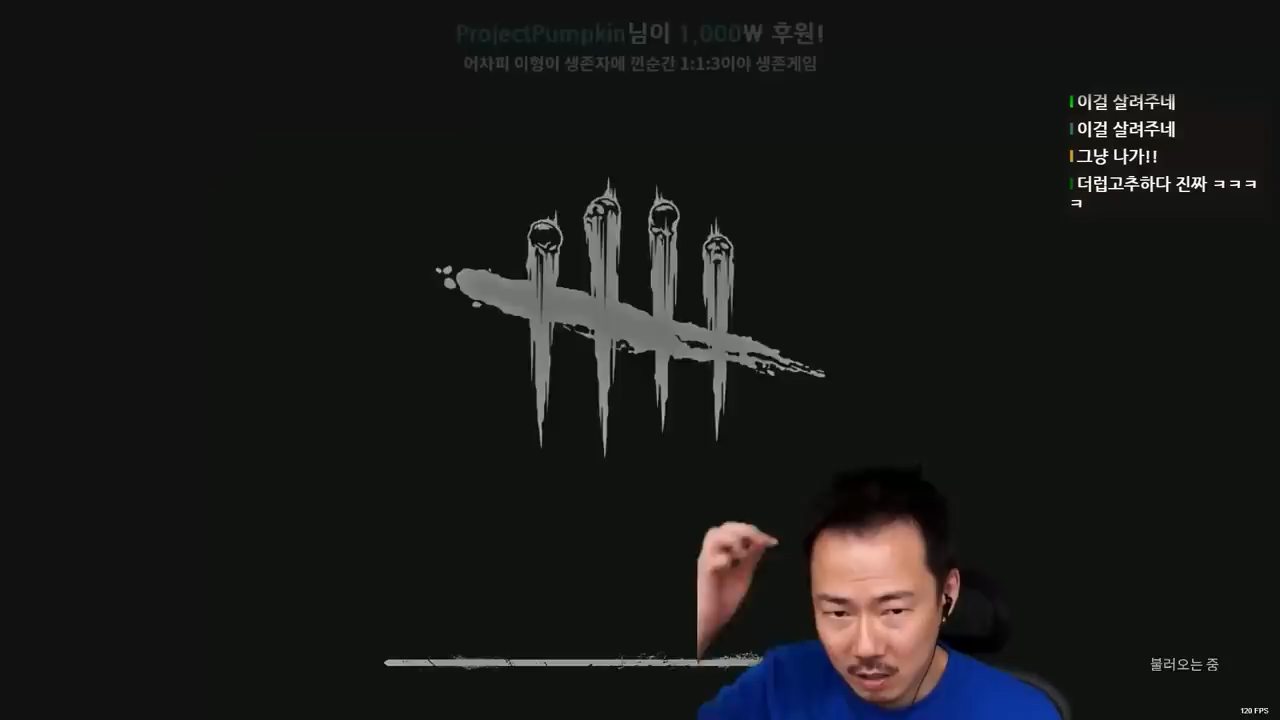 ProjectPumpkin님이 1,000₩ 후원!
어차피 이형이 생존자에 낀순간 1:1:3이야 생존게임
이걸 살려주네
이걸 살려주네
그냥 나가!!
더럽고추하다 진짜 ㅋㅋㅋ
ㅋ
불러오는 중
120 FPS